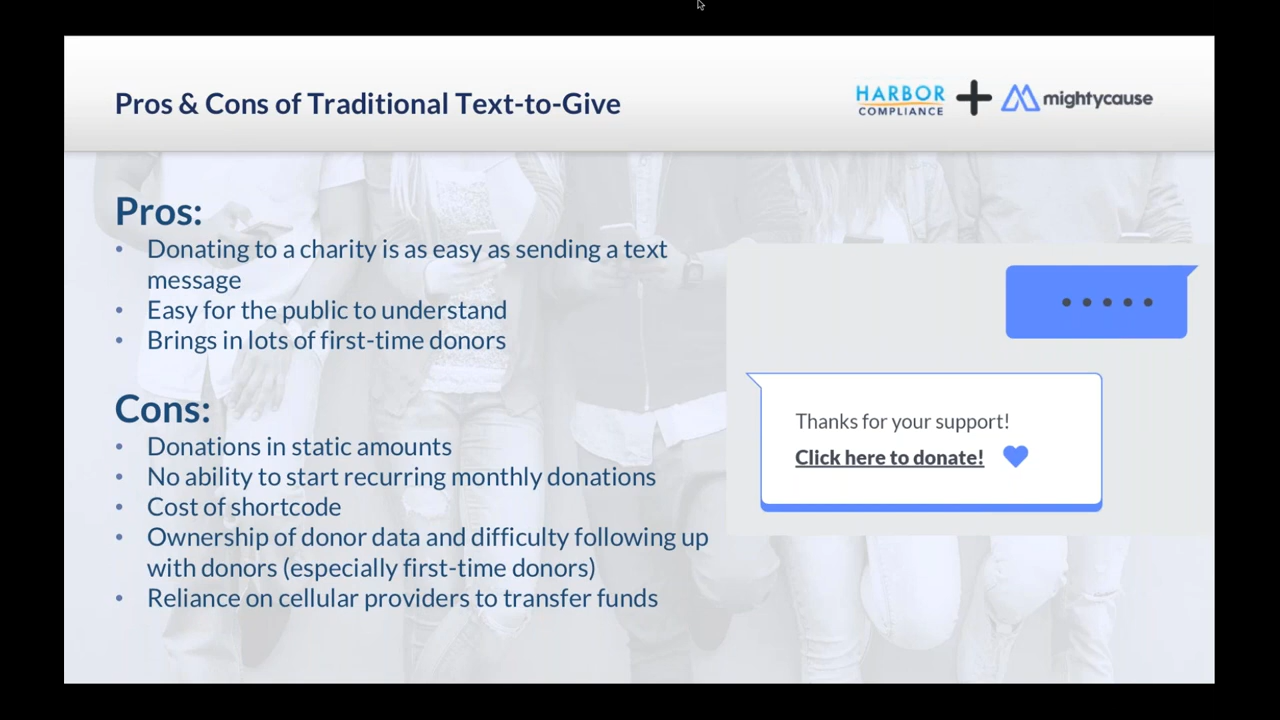 Pros & Cons of Traditional Text-to-Give
HARBOR
COMPLIANCE
mightycause
Pros:
• Donating to a charity is as easy as sending a text
message
• Easy for the public to understand
• Brings in lots of first-time donors
Cons:
• Donations in static amounts
• No ability to start recurring monthly donations
• Cost of shortcode
• Ownership of donor data and difficulty following up
with donors (especially first-time donors)
• Reliance on cellular providers to transfer funds
Thanks for your support!
Click here to donate!